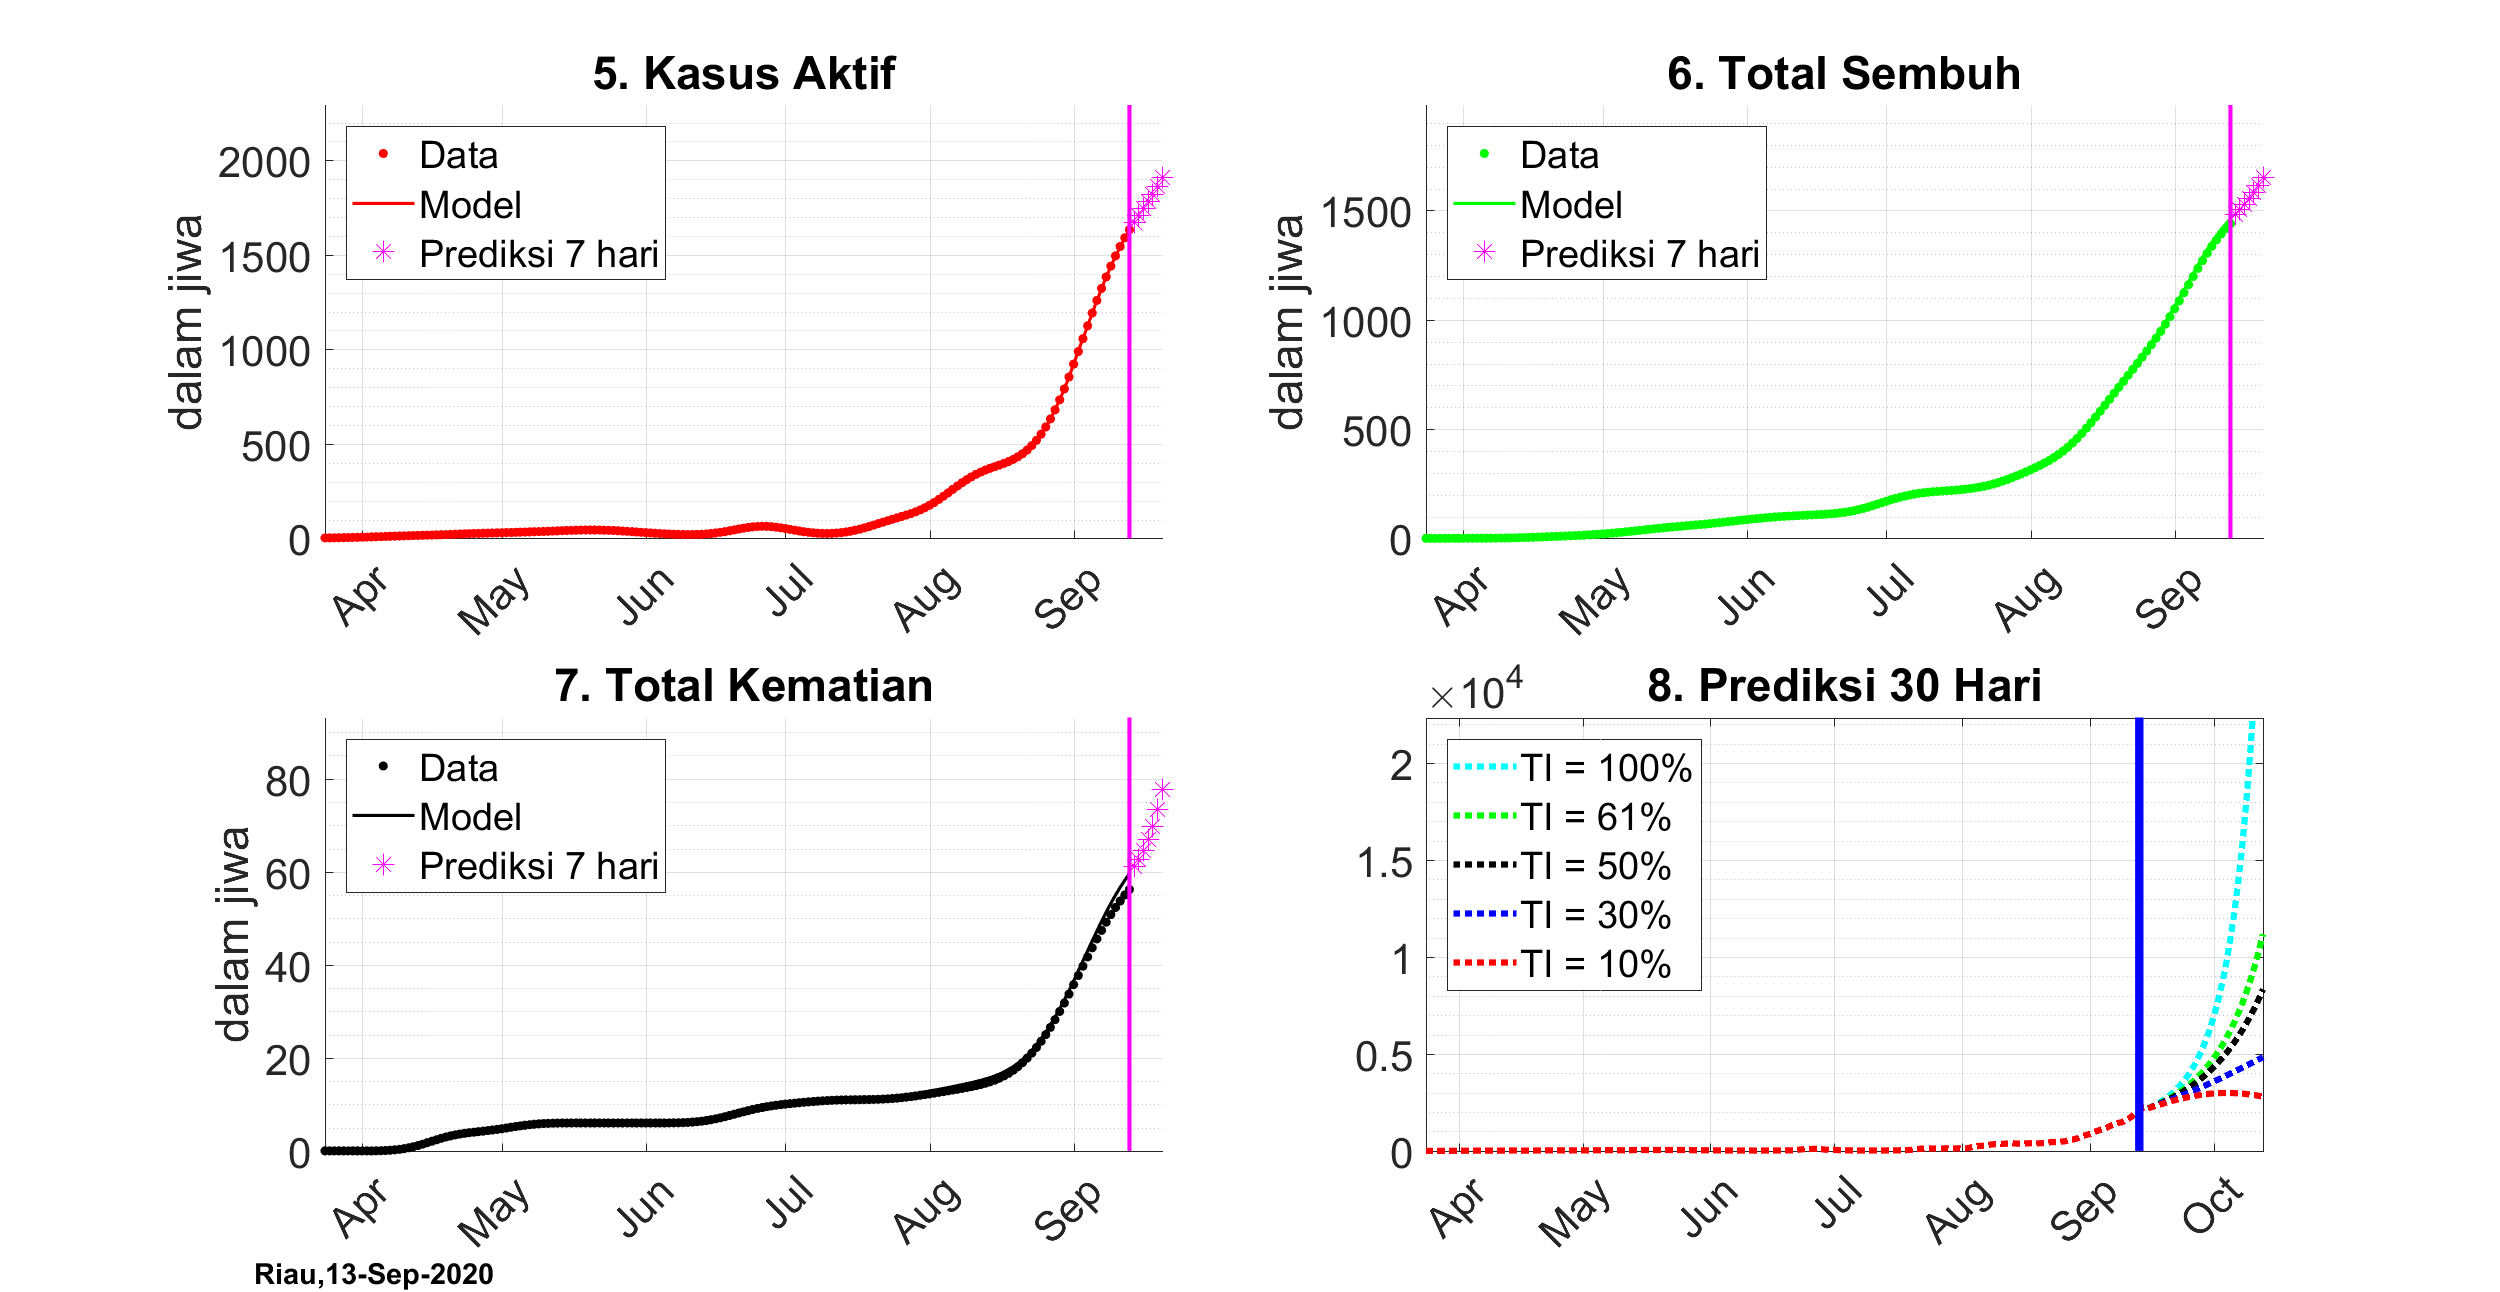 5. Kasus Aktif
dalam jiwa
2000
1500
1000
500
0
Data
Model
Prediksi 7 hari
Apr
May
Jun
Jul
Aug
Sep
6. Total Sembuh
dalam jiwa
1500
1000
500
0
Data
Model
Prediksi 7 hari
Apr
May
Jun
Jul
Aug
Sep
7. Total Kematian
dalam jiwa
80
60
40
20
0
Data
Model
Prediksi 7 hari
Apr
May
Jun
Jul
Aug
Sep
8. Prediksi 30 Hari
×10⁴
2
1.5
1
0.5
0
TI = 100%
TI = 61%
TI = 50%
TI = 30%
TI = 10%
Apr
May
Jun
Jul
Aug
Sep
Oct
Riau,13-Sep-2020